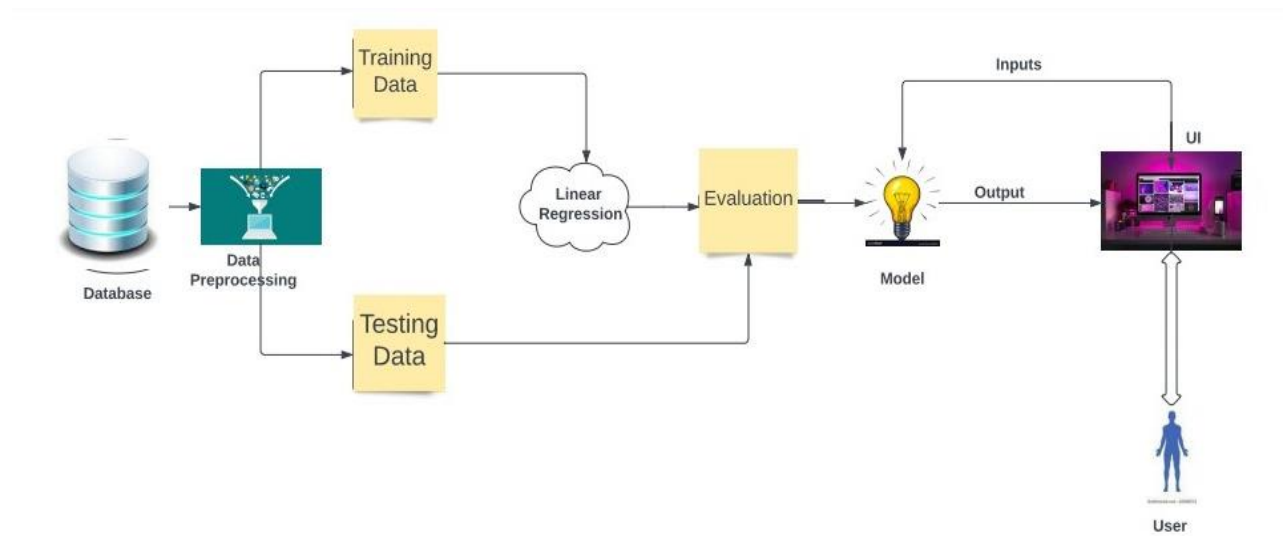 Training
Data
Inputs
UI
Linear
Regression
Evaluation
Output
Data
Preprocessing
Database
Model
Testing
Data
User